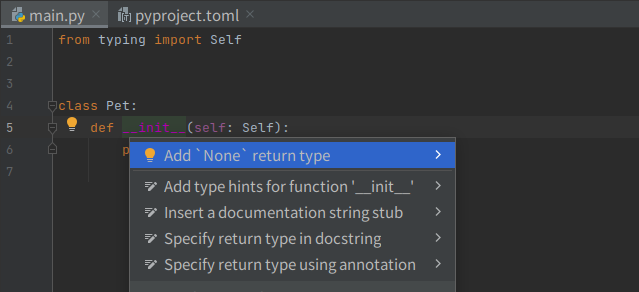 main.py
pyproject.toml
1 from typing import Self
2
3
4 class Pet:
5 def __init__(self: Self):
6 p
7
Add `None` return type
Add type hints for function '__init__'
Insert a documentation string stub
Specify return type in docstring
Specify return type using annotation